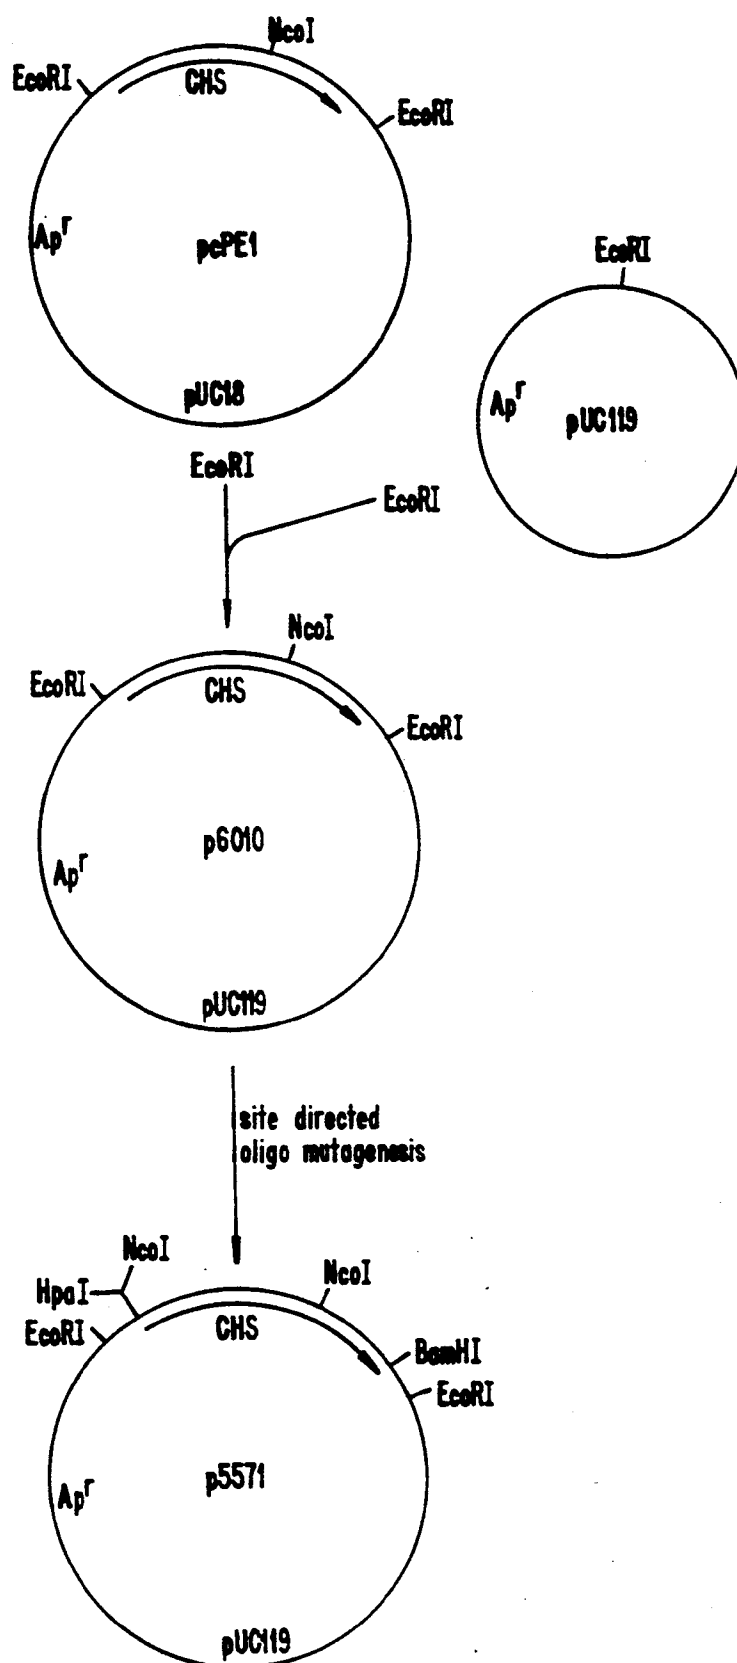 NcoI
EcoRI
CHS
EcoRI
Apʳ
pcPE1
pUC18
EcoRI
Apʳ
pUC119
EcoRI
EcoRI
NcoI
EcoRI
CHS
EcoRI
p6010
Apʳ
pUC119
site directed
oligo mutagenesis
NcoI
HpaI
EcoRI
NcoI
CHS
BamHI
EcoRI
p5571
Apʳ
pUC119